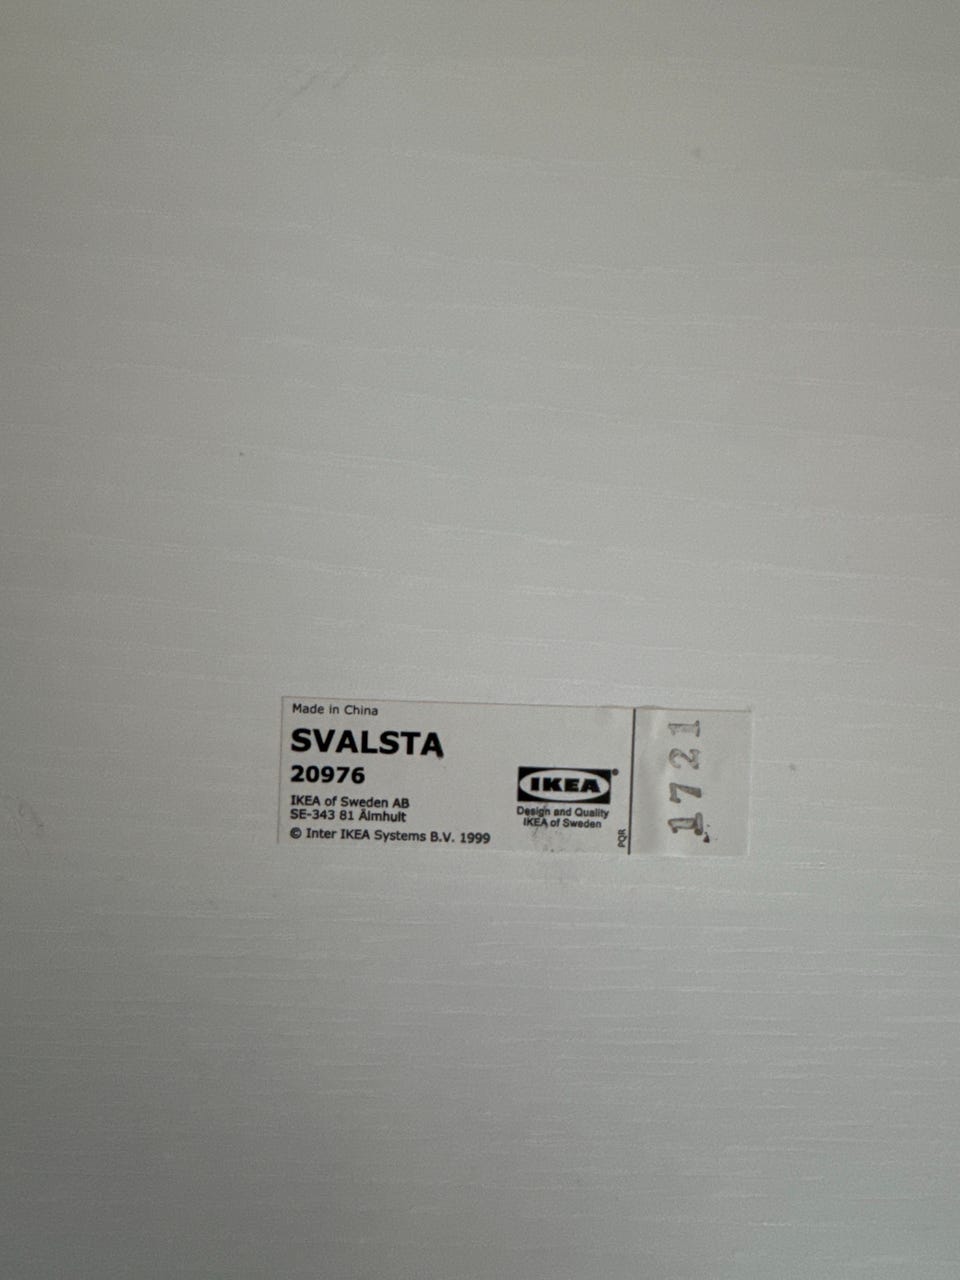 Made in China
SVALSTA
20976
IKEA of Sweden AB
SE-343 81 Älmhult
© Inter IKEA Systems B.V. 1999
IKEA®
Design and Quality
IKEA of Sweden
PQR
1721